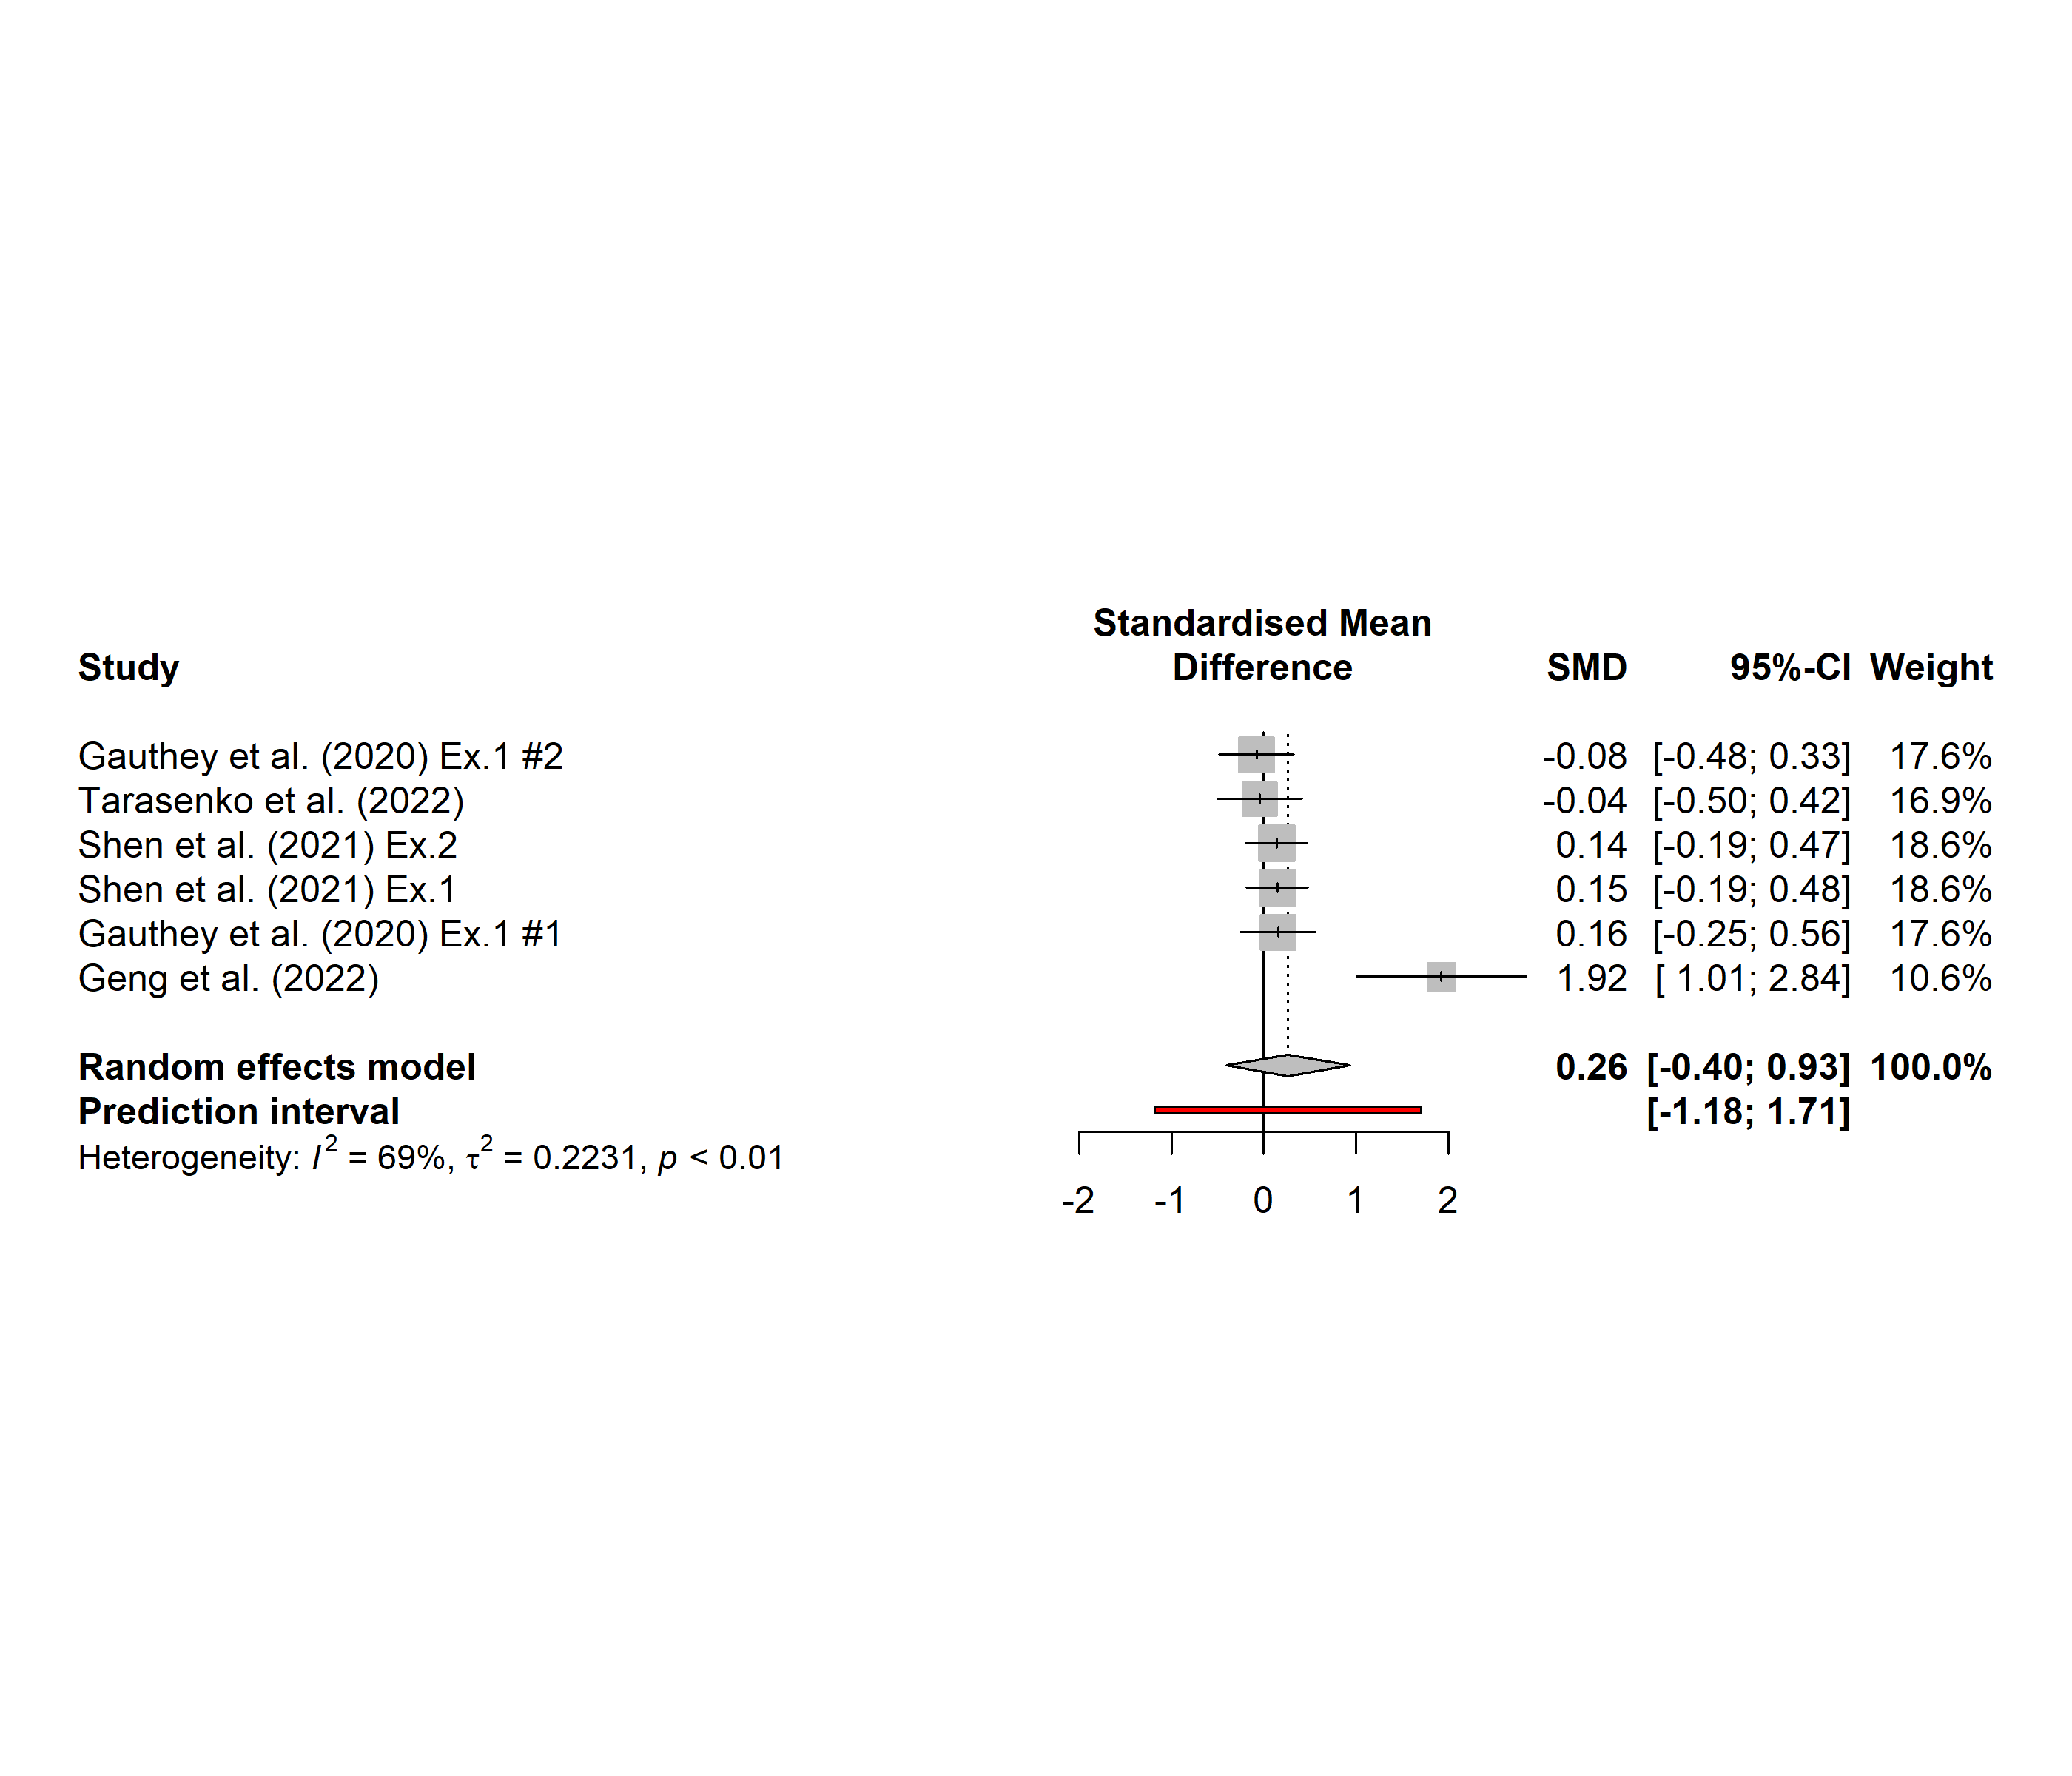 Standardised Mean
Study Difference SMD 95%-CI Weight
Gauthey et al. (2020) Ex.1 #2 -0.08 [-0.48; 0.33] 17.6%
Tarasenko et al. (2022) -0.04 [-0.50; 0.42] 16.9%
Shen et al. (2021) Ex.2 0.14 [-0.19; 0.47] 18.6%
Shen et al. (2021) Ex.1 0.15 [-0.19; 0.48] 18.6%
Gauthey et al. (2020) Ex.1 #1 0.16 [-0.25; 0.56] 17.6%
Geng et al. (2022) 1.92 [ 1.01; 2.84] 10.6%
Random effects model 0.26 [-0.40; 0.93] 100.0%
Prediction interval [-1.18; 1.71]
Heterogeneity: I² = 69%, τ² = 0.2231, p < 0.01
-2 -1 0 1 2